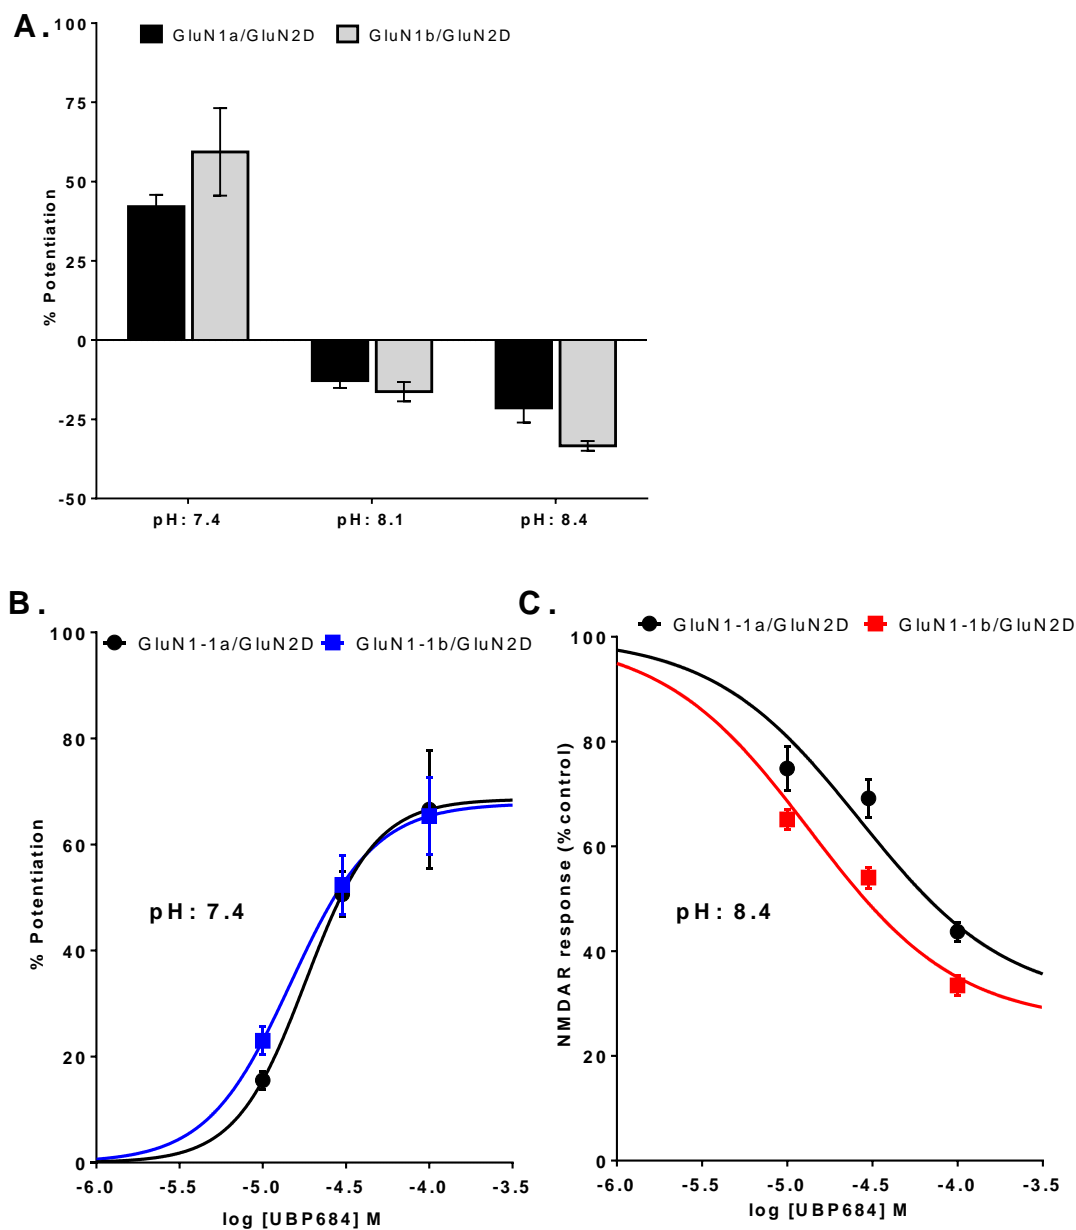 A.
GluN1a/GluN2D GluN1b/GluN2D
100
75
50
25
0
-25
-50
% Potentiation
pH: 7.4 pH: 8.1 pH: 8.4
B.
GluN1-1a/GluN2D GluN1-1b/GluN2D
100
80
60
40
20
0
% Potentiation
pH: 7.4
-6.0 -5.5 -5.0 -4.5 -4.0 -3.5
log [UBP684] M
C.
GluN1-1a/GluN2D GluN1-1b/GluN2D
100
80
60
40
20
0
NMDAR response (%control)
pH: 8.4
-6.0 -5.5 -5.0 -4.5 -4.0 -3.5
log [UBP684] M